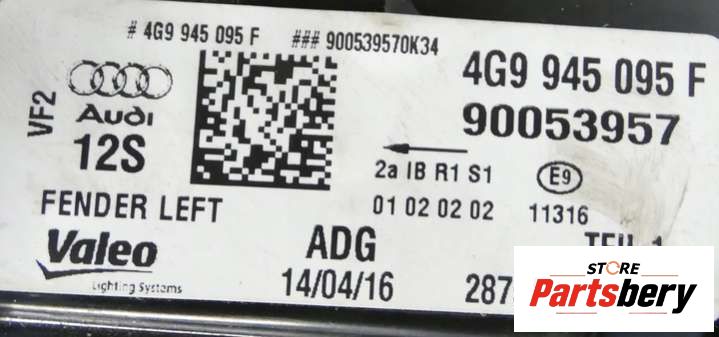 # 4G9 945 095 F ### 900539570K34
4G9 945 095 F
90053957
VF2
Audi
12S
2a IB R1 S1 E9
01 02 02 02 11316
FENDER LEFT
Valeo
Lighting Systems
ADG
14/04/16
STORE
Partsbery